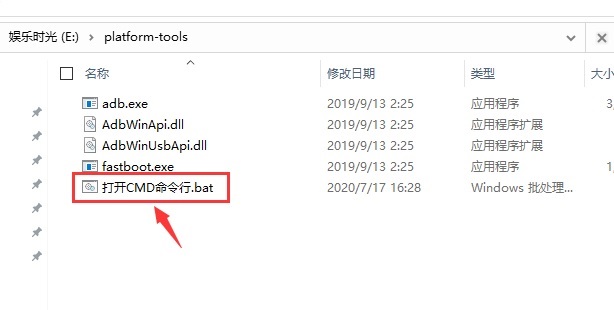 娱乐时光 (E:) › platform-tools
名称 修改日期 类型 大小
adb.exe 2019/9/13 2:25 应用程序 3,
AdbWinApi.dll 2019/9/13 2:25 应用程序扩展
AdbWinUsbApi.dll 2019/9/13 2:25 应用程序扩展
fastboot.exe 2019/9/13 2:25 应用程序 1,
打开CMD命令行.bat 2020/7/17 16:28 Windows 批处理...